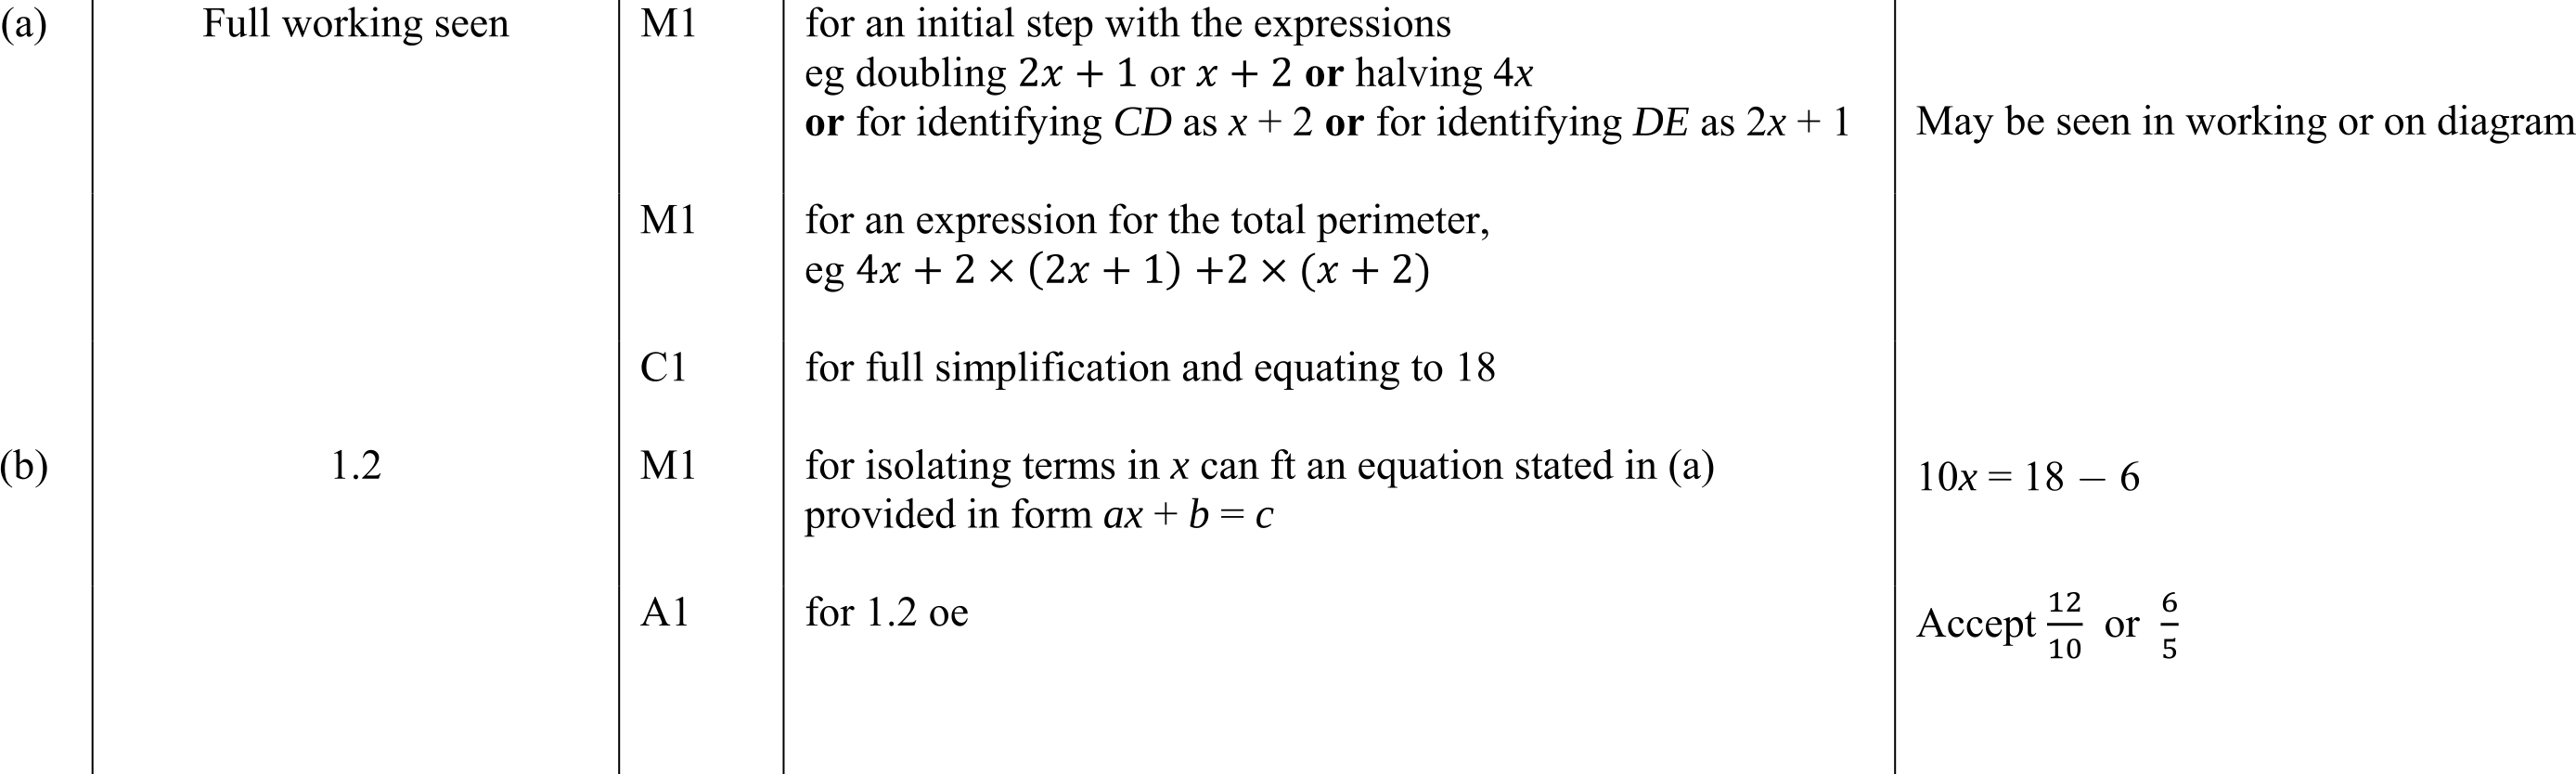 (a) Full working seen M1 for an initial step with the expressions
eg doubling 2x + 1 or x + 2 or halving 4x
or for identifying CD as x + 2 or for identifying DE as 2x + 1 May be seen in working or on diagram
M1 for an expression for the total perimeter,
eg 4x + 2 × (2x + 1) +2 × (x + 2)
C1 for full simplification and equating to 18
(b) 1.2 M1 for isolating terms in x can ft an equation stated in (a) 10x = 18 – 6
provided in form ax + b = c
A1 for 1.2 oe Accept 12/10 or 6/5